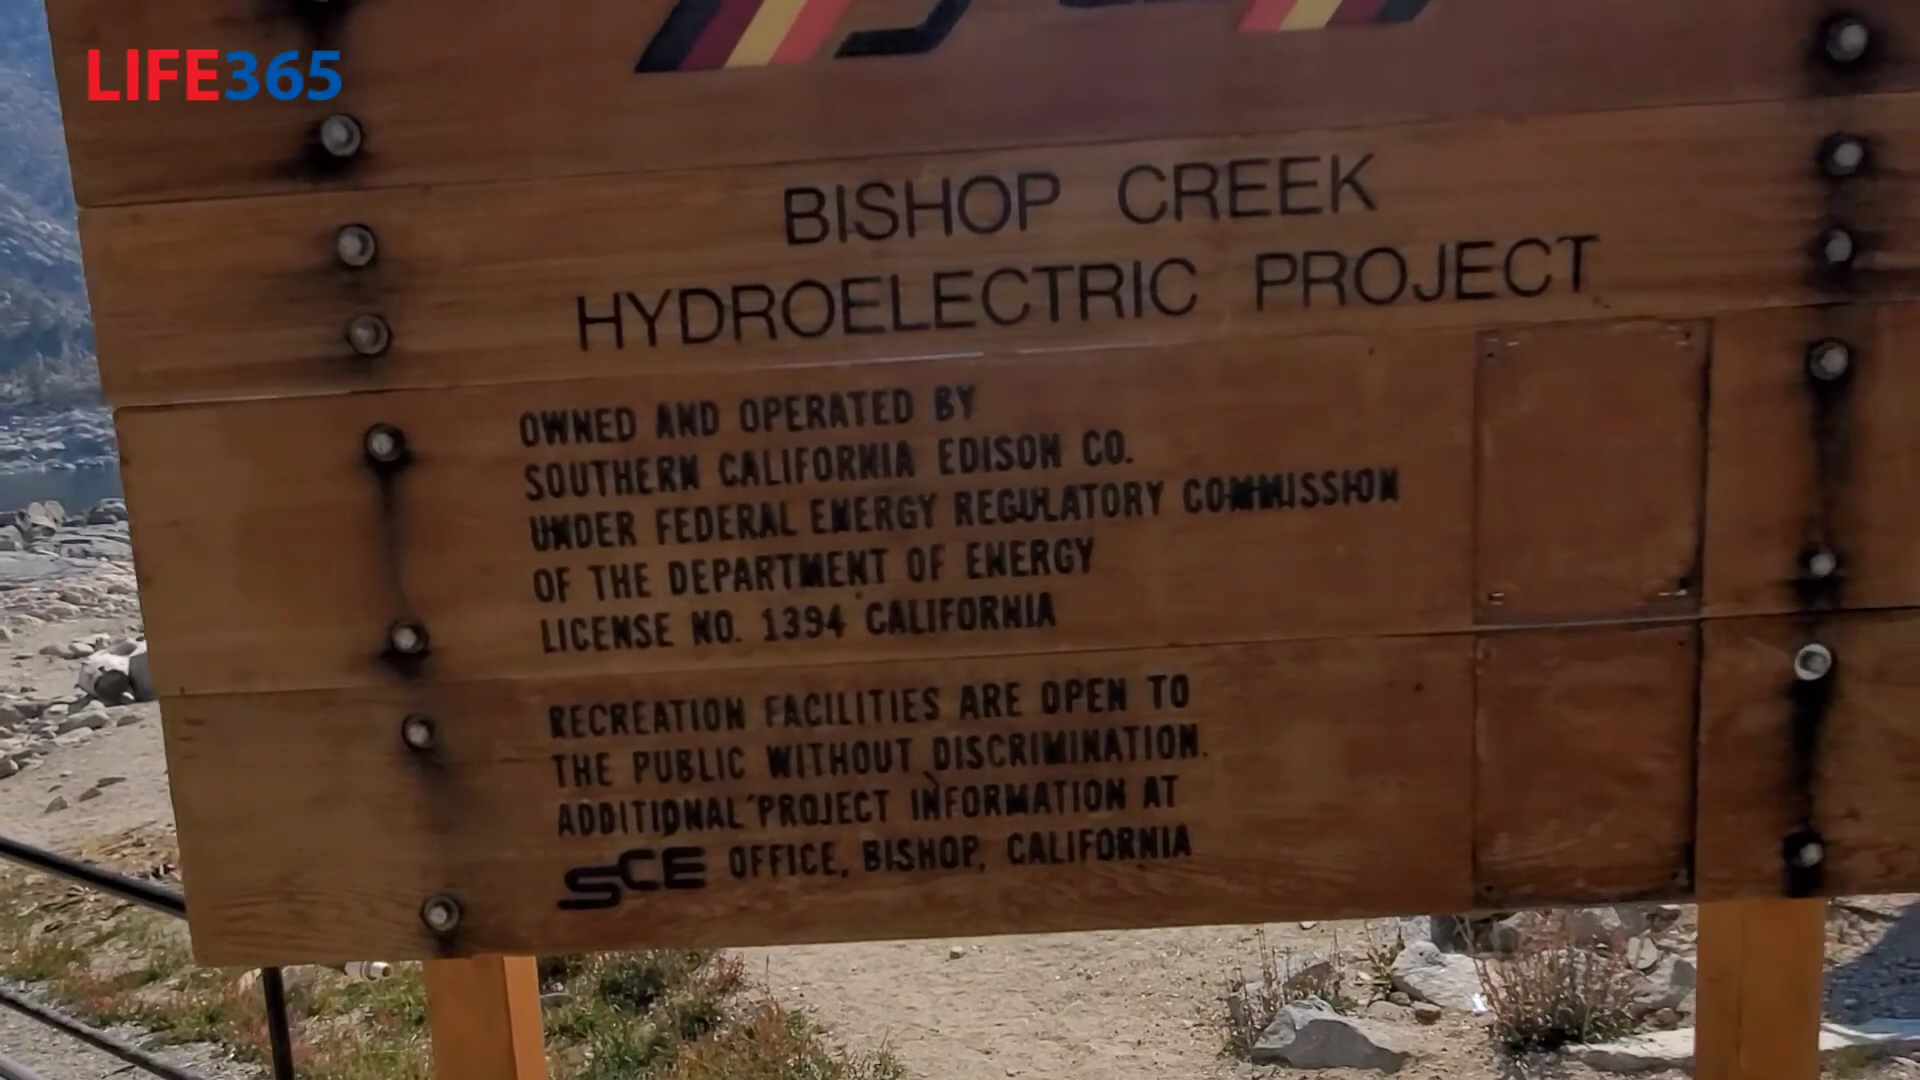 LIFE365
BISHOP CREEK
HYDROELECTRIC PROJECT
OWNED AND OPERATED BY
SOUTHERN CALIFORNIA EDISON CO.
UNDER FEDERAL ENERGY REGULATORY COMMISSION
OF THE DEPARTMENT OF ENERGY
LICENSE NO. 1394 CALIFORNIA
RECREATION FACILITIES ARE OPEN TO
THE PUBLIC WITHOUT DISCRIMINATION.
ADDITIONAL PROJECT INFORMATION AT
SCE OFFICE, BISHOP, CALIFORNIA